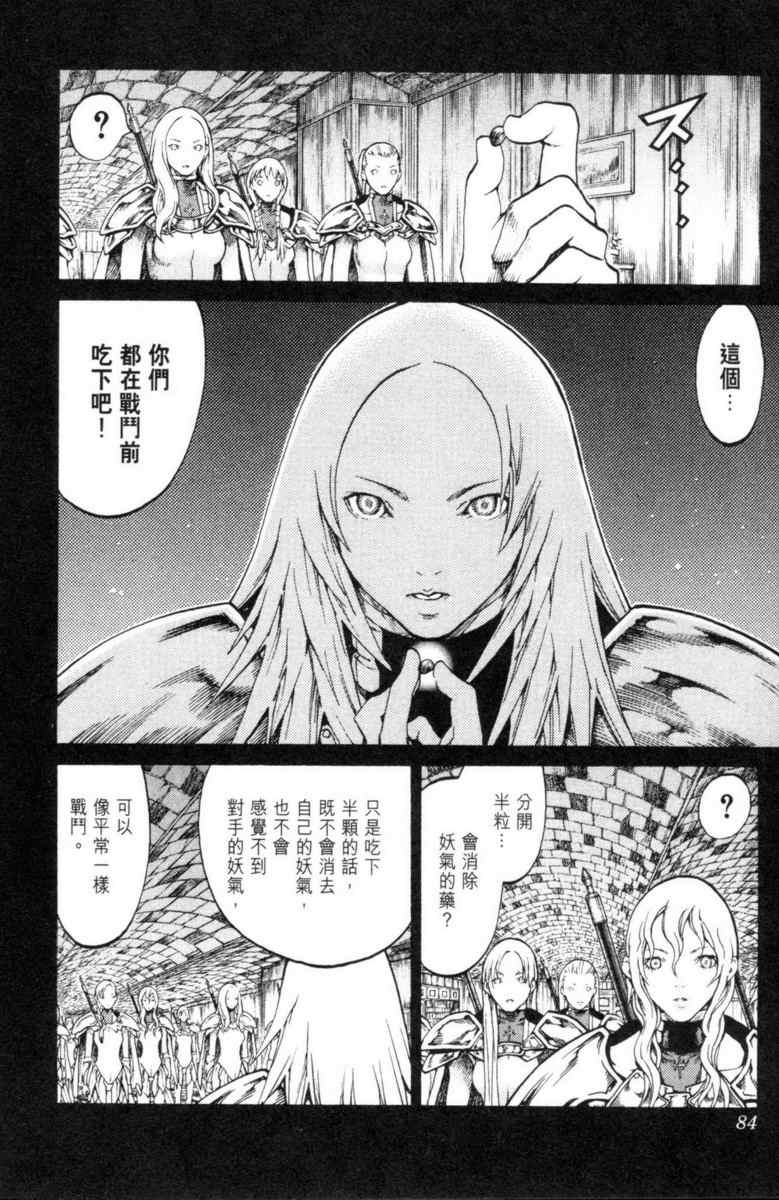 ス…
？
這個…
你們
都在戰鬥前
吃下吧！
？
分開
半粒…
會消除
妖氣的藥？
只是吃下
半顆的話，
既不會消去
自己的妖氣，
也不會
感覺不到
對手的妖氣，
可以
像平常一樣
戰鬥。
84